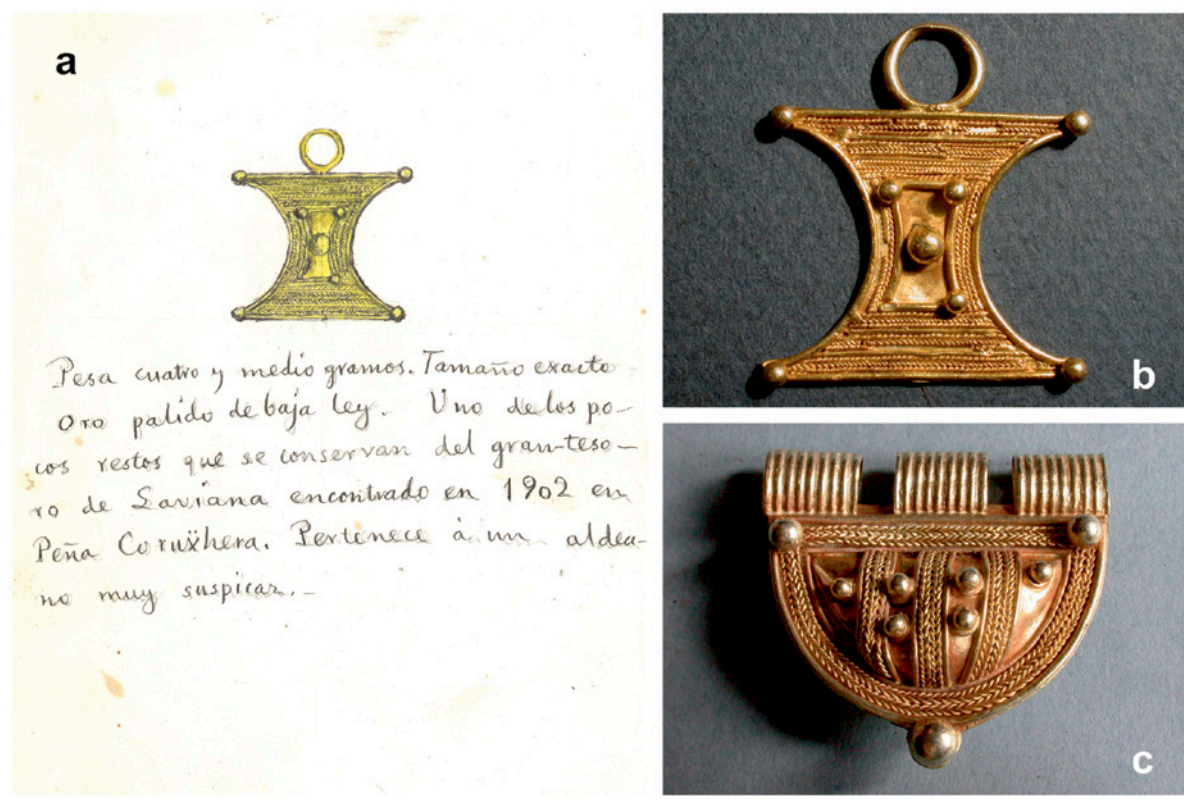 a
Pesa cuatro y medio gramos. Tamaño exacto
Oro palido de baja ley. Uno de los po-
cos restos que se conservan del gran-teso-
ro de Laviana encontrado en 1902 en
Peña Coruẍhera. Pertenece à un aldea-
no muy suspicaz.-
b
c